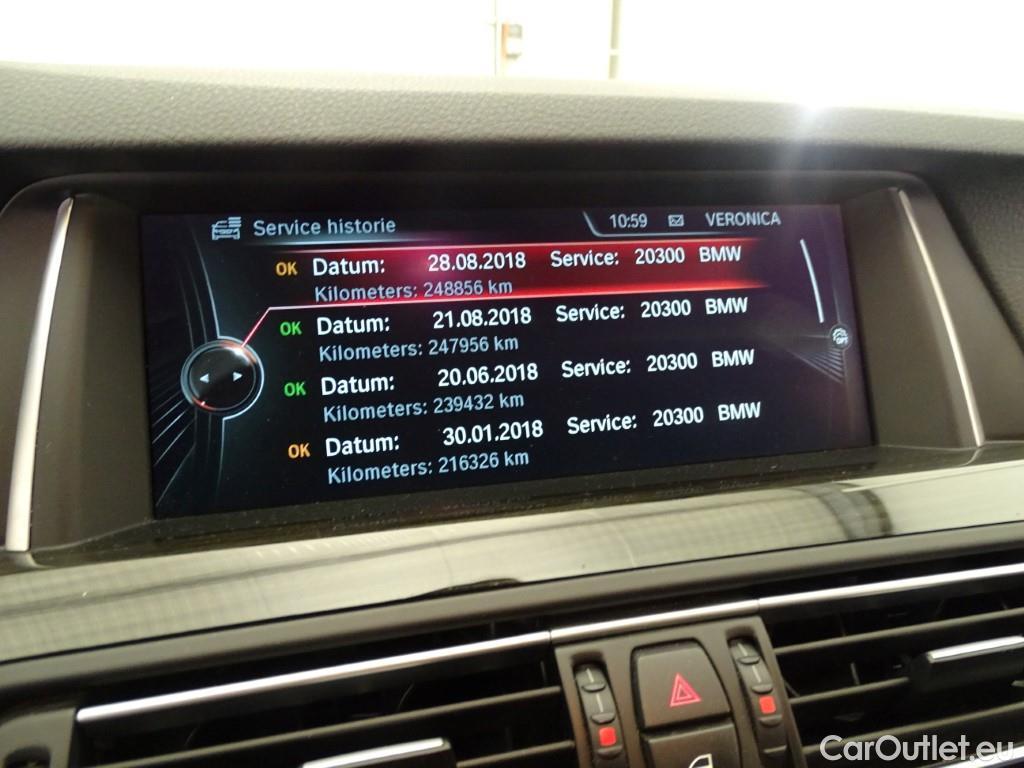 Service historie 10:59 VERONICA
OK Datum: 28.08.2018 Service: 20300 BMW
Kilometers: 248856 km
OK Datum: 21.08.2018 Service: 20300 BMW
Kilometers: 247956 km
OK Datum: 20.06.2018 Service: 20300 BMW
Kilometers: 239432 km
OK Datum: 30.01.2018 Service: 20300 BMW
Kilometers: 216326 km
CarOutlet.eu